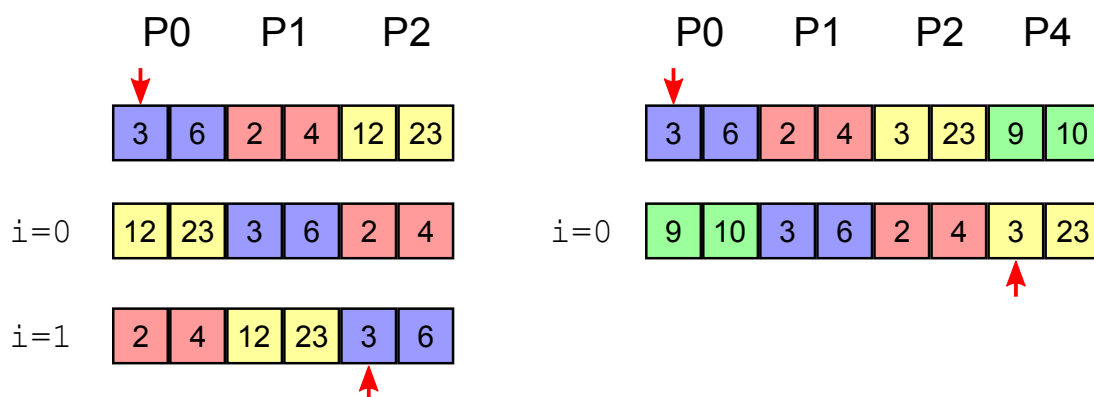 P0 P1 P2
3 6 2 4 12 23
i=0 12 23 3 6 2 4
i=1 2 4 12 23 3 6
P0 P1 P2 P4
3 6 2 4 3 23 9 10
i=0 9 10 3 6 2 4 3 23